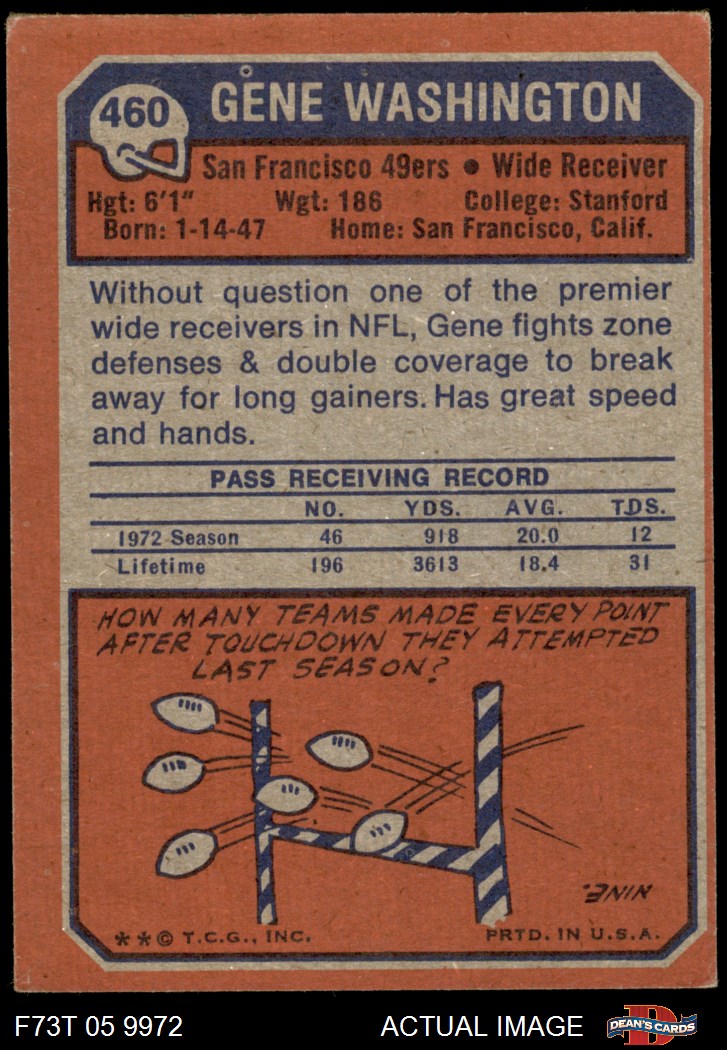 460
GENE WASHINGTON
San Francisco 49ers • Wide Receiver
Hgt: 6'1" Wgt: 186 College: Stanford
Born: 1-14-47 Home: San Francisco, Calif.
Without question one of the premier
wide receivers in NFL, Gene fights zone
defenses & double coverage to break
away for long gainers. Has great speed
and hands.
PASS RECEIVING RECORD
NO. YDS. AVG. TDS.
1972 Season 46 918 20.0 12
Lifetime 196 3613 18.4 31
HOW MANY TEAMS MADE EVERY POINT
AFTER TOUCHDOWN THEY ATTEMPTED
LAST SEASON?
NINE.
**© T.C.G., INC. PRTD. IN U.S.A.
F73T 05 9972 ACTUAL IMAGE D DEAN'S CARDS